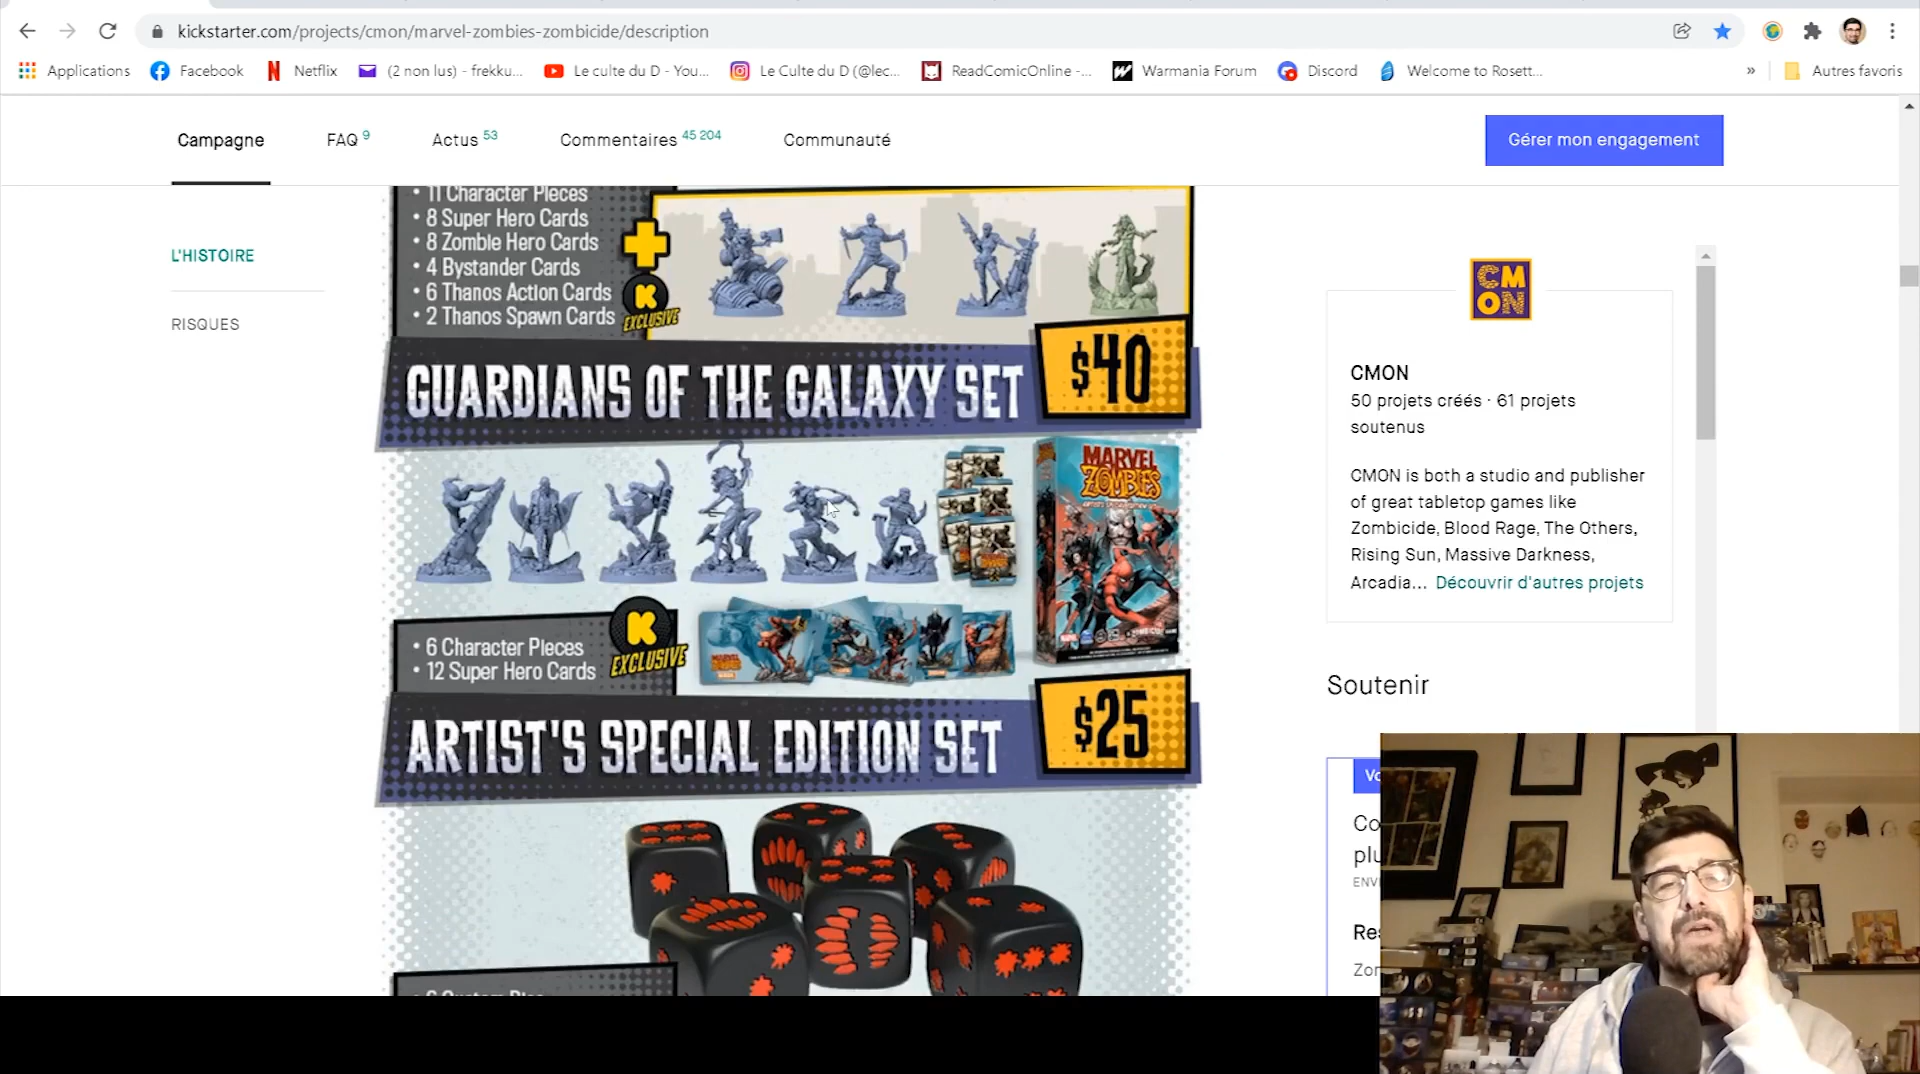 kickstarter.com/projects/cmon/marvel-zombies-zombicide/description
Applications
Facebook
Netflix
(2 non lus) - frekku...
Le culte du D - You...
Le Culte du D (@lec...
ReadComicOnline -...
Warmania Forum
Discord
Welcome to Rosett...
»
Autres favoris
Campagne
FAQ 9
Actus 53
Commentaires 45 204
Communauté
Gérer mon engagement
L'HISTOIRE
RISQUES
• 11 Character Pieces
• 8 Super Hero Cards
• 8 Zombie Hero Cards
• 4 Bystander Cards
• 6 Thanos Action Cards
• 2 Thanos Spawn Cards
K
EXCLUSIVE
GUARDIANS OF THE GALAXY SET
$40
MARVEL
ZOMBIES
• 6 Character Pieces
• 12 Super Hero Cards
K
EXCLUSIVE
ARTIST'S SPECIAL EDITION SET
$25
CM
ON
CMON
50 projets créés · 61 projets
soutenus
CMON is both a studio and publisher
of great tabletop games like
Zombicide, Blood Rage, The Others,
Rising Sun, Massive Darkness,
Arcadia... Découvrir d'autres projets
Soutenir
Co
plu
ENV
Res
Zor